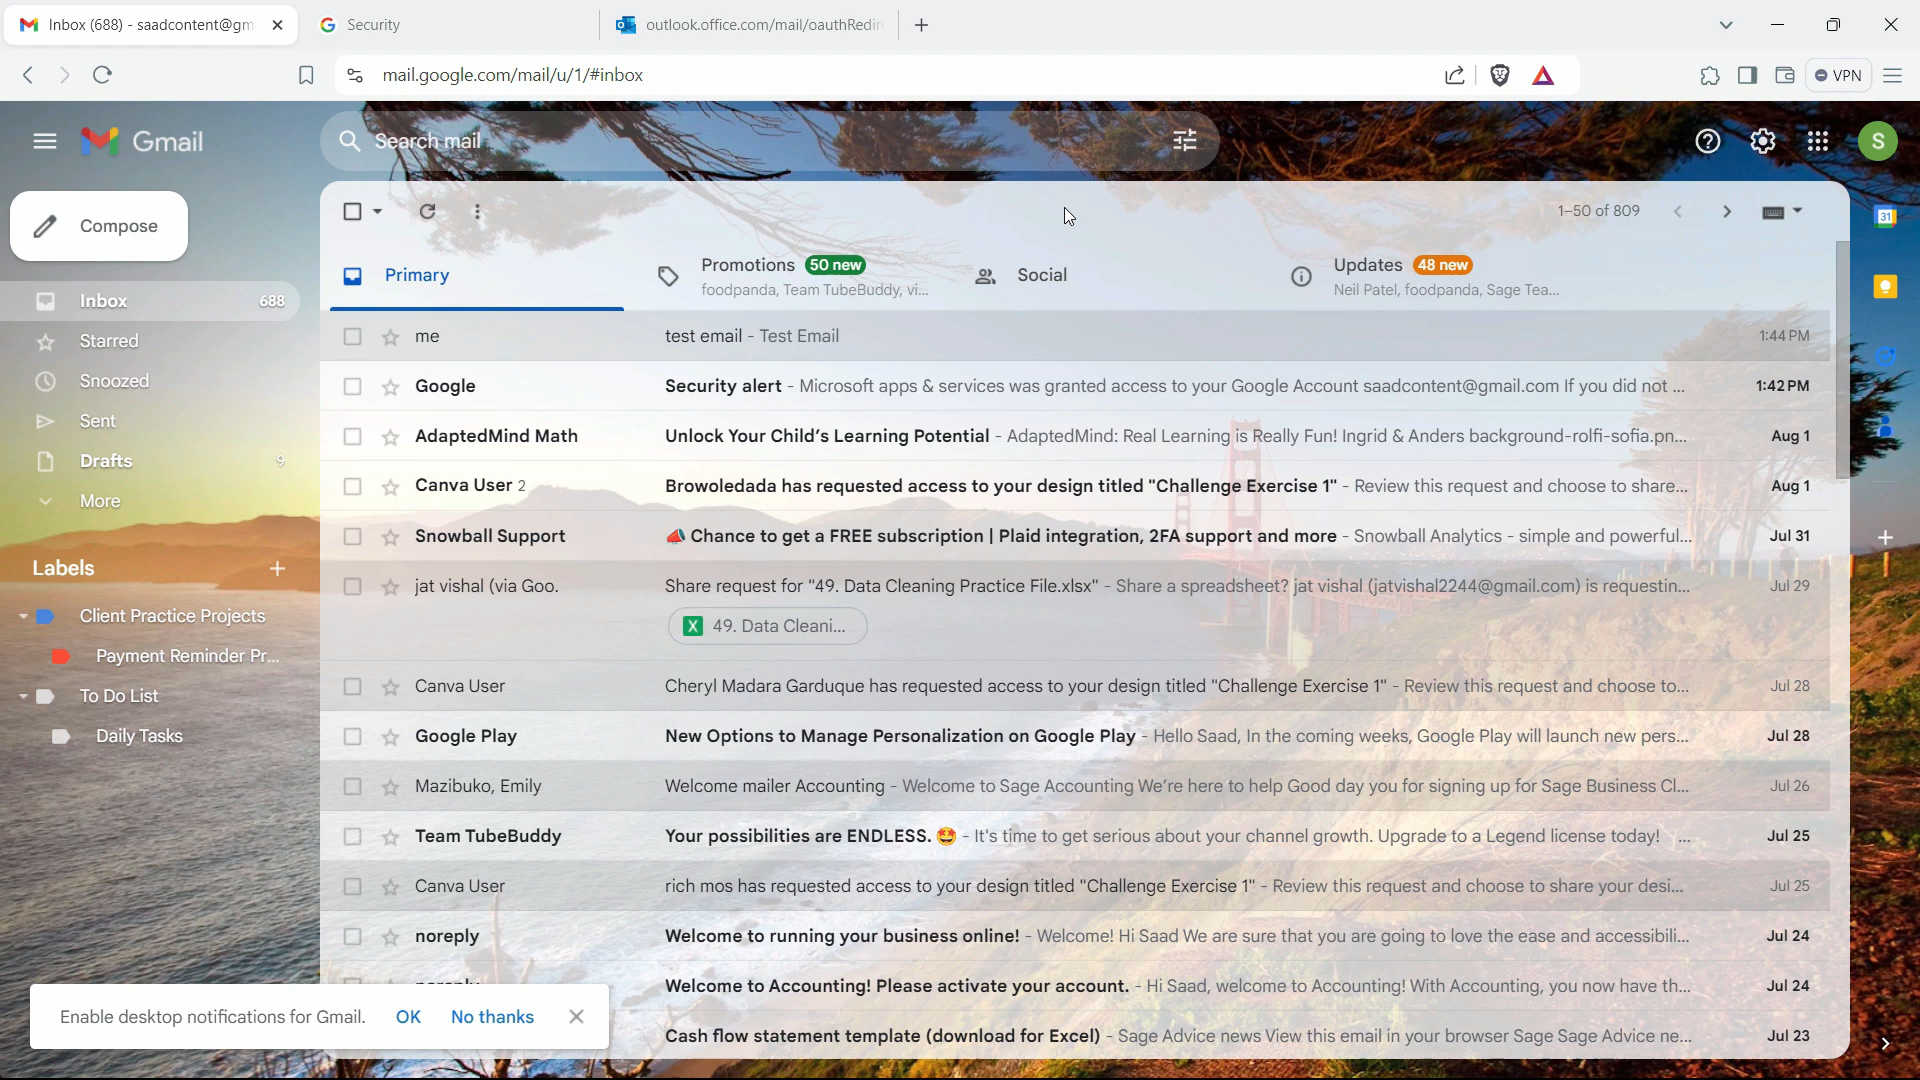 Inbox (688) - saadcontent@gm
Security
outlook.office.com/mail/oauthRedir
mail.google.com/mail/u/1/#inbox
VPN
Gmail
Search mail
S
Compose
1–50 of 809
31
Primary
Promotions 50 new
foodpanda, Team TubeBuddy, vi...
Social
Updates 48 new
Neil Patel, foodpanda, Sage Tea...
Inbox 688
Starred
Snoozed
Sent
Drafts 9
More
Labels
Client Practice Projects
Payment Reminder Pr...
To Do List
Daily Tasks
me test email - Test Email 1:44 PM
Google Security alert - Microsoft apps & services was granted access to your Google Account saadcontent@gmail.com If you did not ... 1:42 PM
AdaptedMind Math Unlock Your Child's Learning Potential - AdaptedMind: Real Learning is Really Fun! Ingrid & Anders background-rolfi-sofia.pn... Aug 1
Canva User 2 Browoledada has requested access to your design titled "Challenge Exercise 1" - Review this request and choose to share... Aug 1
Snowball Support 📣 Chance to get a FREE subscription | Plaid integration, 2FA support and more - Snowball Analytics - simple and powerful... Jul 31
jat vishal (via Goo. Share request for "49. Data Cleaning Practice File.xlsx" - Share a spreadsheet? jat vishal (jatvishal2244@gmail.com) is requestin... Jul 29
X 49. Data Cleani...
Canva User Cheryl Madara Garduque has requested access to your design titled "Challenge Exercise 1" - Review this request and choose to... Jul 28
Google Play New Options to Manage Personalization on Google Play - Hello Saad, In the coming weeks, Google Play will launch new pers... Jul 28
Mazibuko, Emily Welcome mailer Accounting - Welcome to Sage Accounting We're here to help Good day you for signing up for Sage Business Cl... Jul 26
Team TubeBuddy Your possibilities are ENDLESS. 🤩 - It's time to get serious about your channel growth. Upgrade to a Legend license today! ... Jul 25
Canva User rich mos has requested access to your design titled "Challenge Exercise 1" - Review this request and choose to share your desi... Jul 25
noreply Welcome to running your business online! - Welcome! Hi Saad We are sure that you are going to love the ease and accessibili... Jul 24
Welcome to Accounting! Please activate your account. - Hi Saad, welcome to Accounting! With Accounting, you now have th... Jul 24
Cash flow statement template (download for Excel) - Sage Advice news View this email in your browser Sage Sage Advice ne... Jul 23
Enable desktop notifications for Gmail. OK No thanks